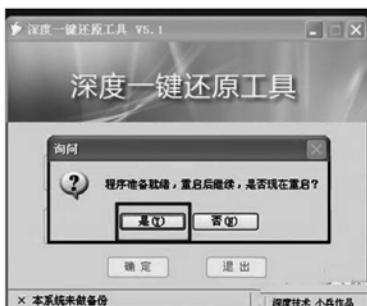 深度一键还原工具 V5.1
深度一键还原工具
询问
程序准备就绪，重启后继续，是否现在重启？
是(Y) 否(N)
确定 退出
× 本系统未做备份 深度技术 小兵作品